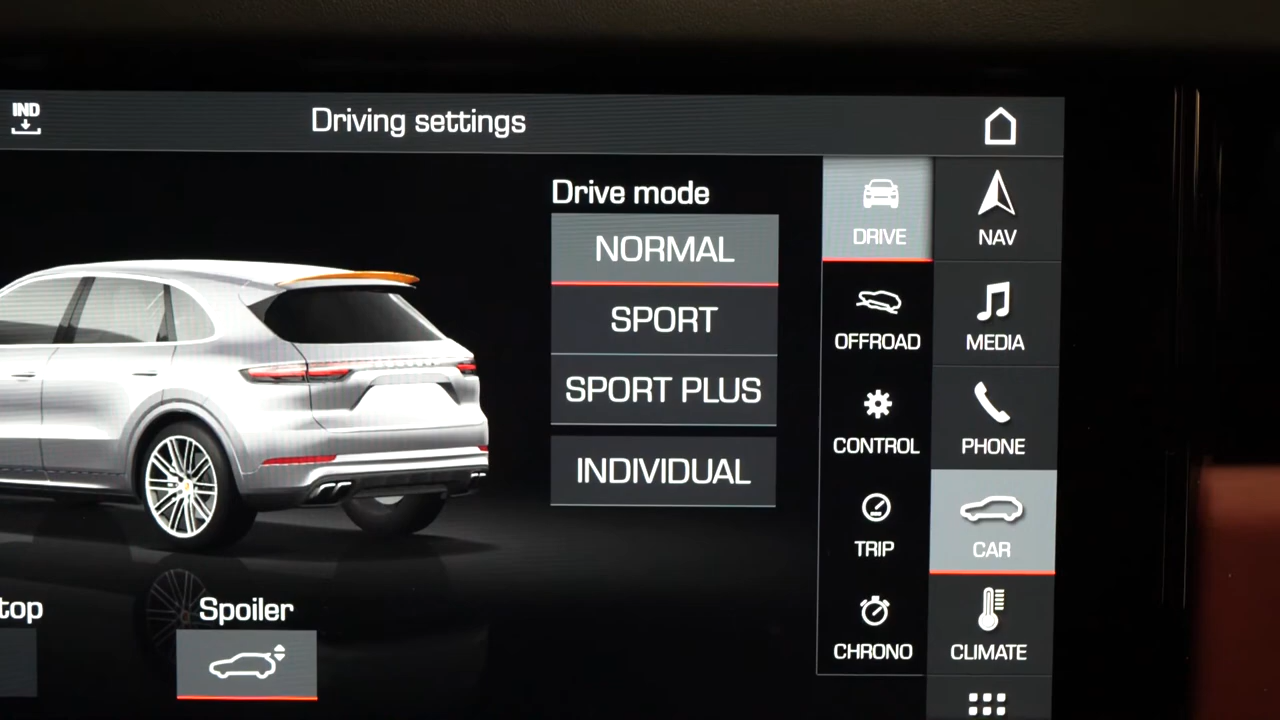 IND
Driving settings
Drive mode
NORMAL
SPORT
SPORT PLUS
INDIVIDUAL
DRIVE
OFFROAD
CONTROL
TRIP
CHRONO
NAV
MEDIA
PHONE
CAR
CLIMATE
top
Spoiler